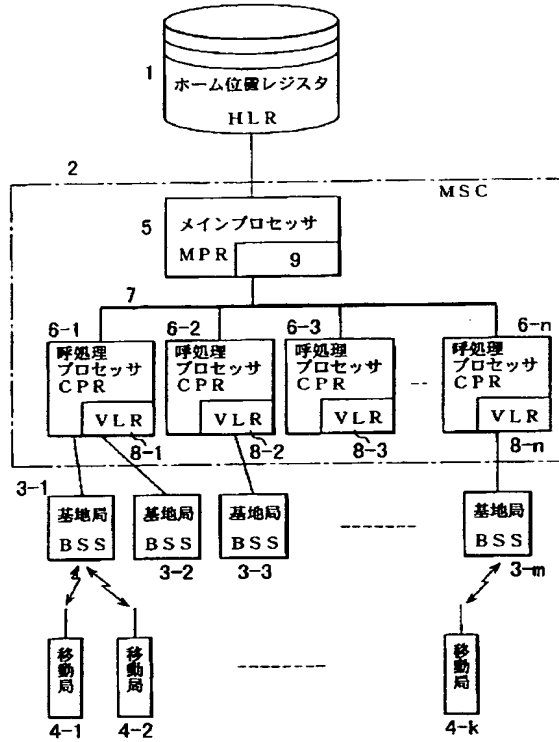 1
ホーム位置レジスタ
HLR
2
MSC
5
メインプロセッサ
MPR
9
7
6-1
6-2
6-3
6-n
呼処理
プロセッサ
CPR
VLR
呼処理
プロセッサ
CPR
VLR
呼処理
プロセッサ
CPR
VLR
呼処理
プロセッサ
CPR
VLR
8-1
8-2
8-3
8-n
3-1
基地局
BSS
基地局
BSS
基地局
BSS
基地局
BSS
3-2
3-3
3-m
移動局
移動局
移動局
4-1
4-2
4-k